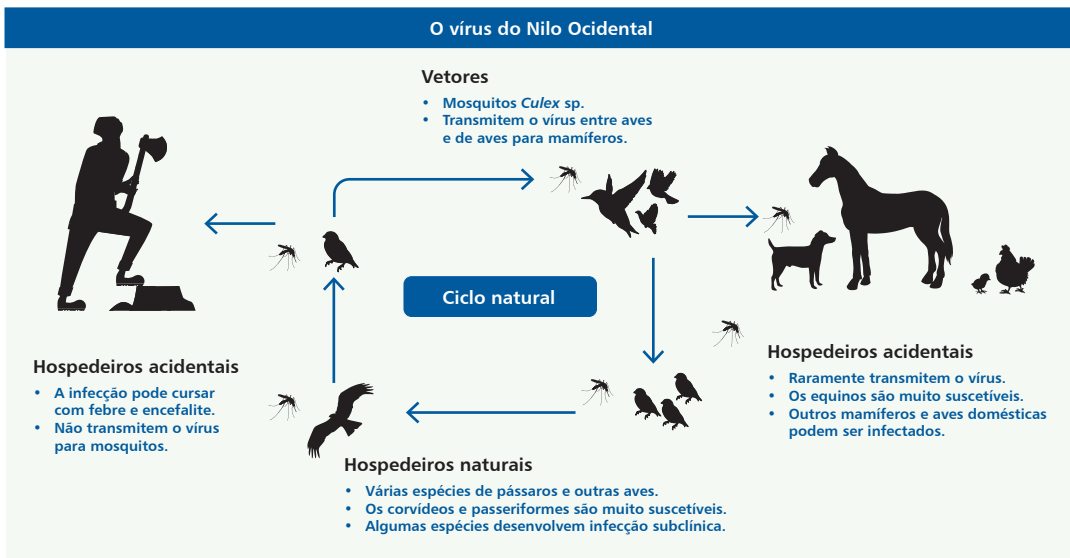 O vírus do Nilo Ocidental
Vetores
• Mosquitos Culex sp.
• Transmitem o vírus entre aves
e de aves para mamíferos.
Ciclo natural
Hospedeiros acidentais
• A infecção pode cursar
com febre e encefalite.
• Não transmitem o vírus
para mosquitos.
Hospedeiros acidentais
• Raramente transmitem o vírus.
• Os equinos são muito suscetíveis.
• Outros mamíferos e aves domésticas
podem ser infectados.
Hospedeiros naturais
• Várias espécies de pássaros e outras aves.
• Os corvídeos e passeriformes são muito suscetíveis.
• Algumas espécies desenvolvem infecção subclínica.